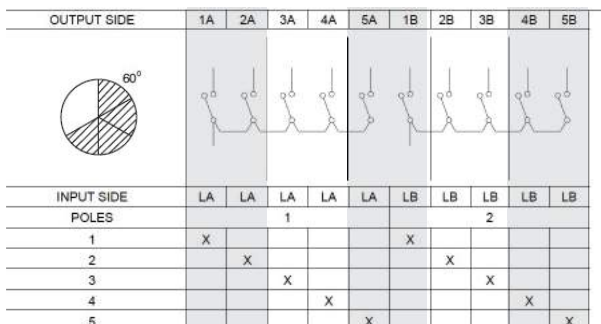 OUTPUT SIDE 1A 2A 3A 4A 5A 1B 2B 3B 4B 5B
60°
INPUT SIDE LA LA LA LA LA LB LB LB LB LB
POLES 1 2
1 X X
2 X X
3 X X
4 X X
5 X X